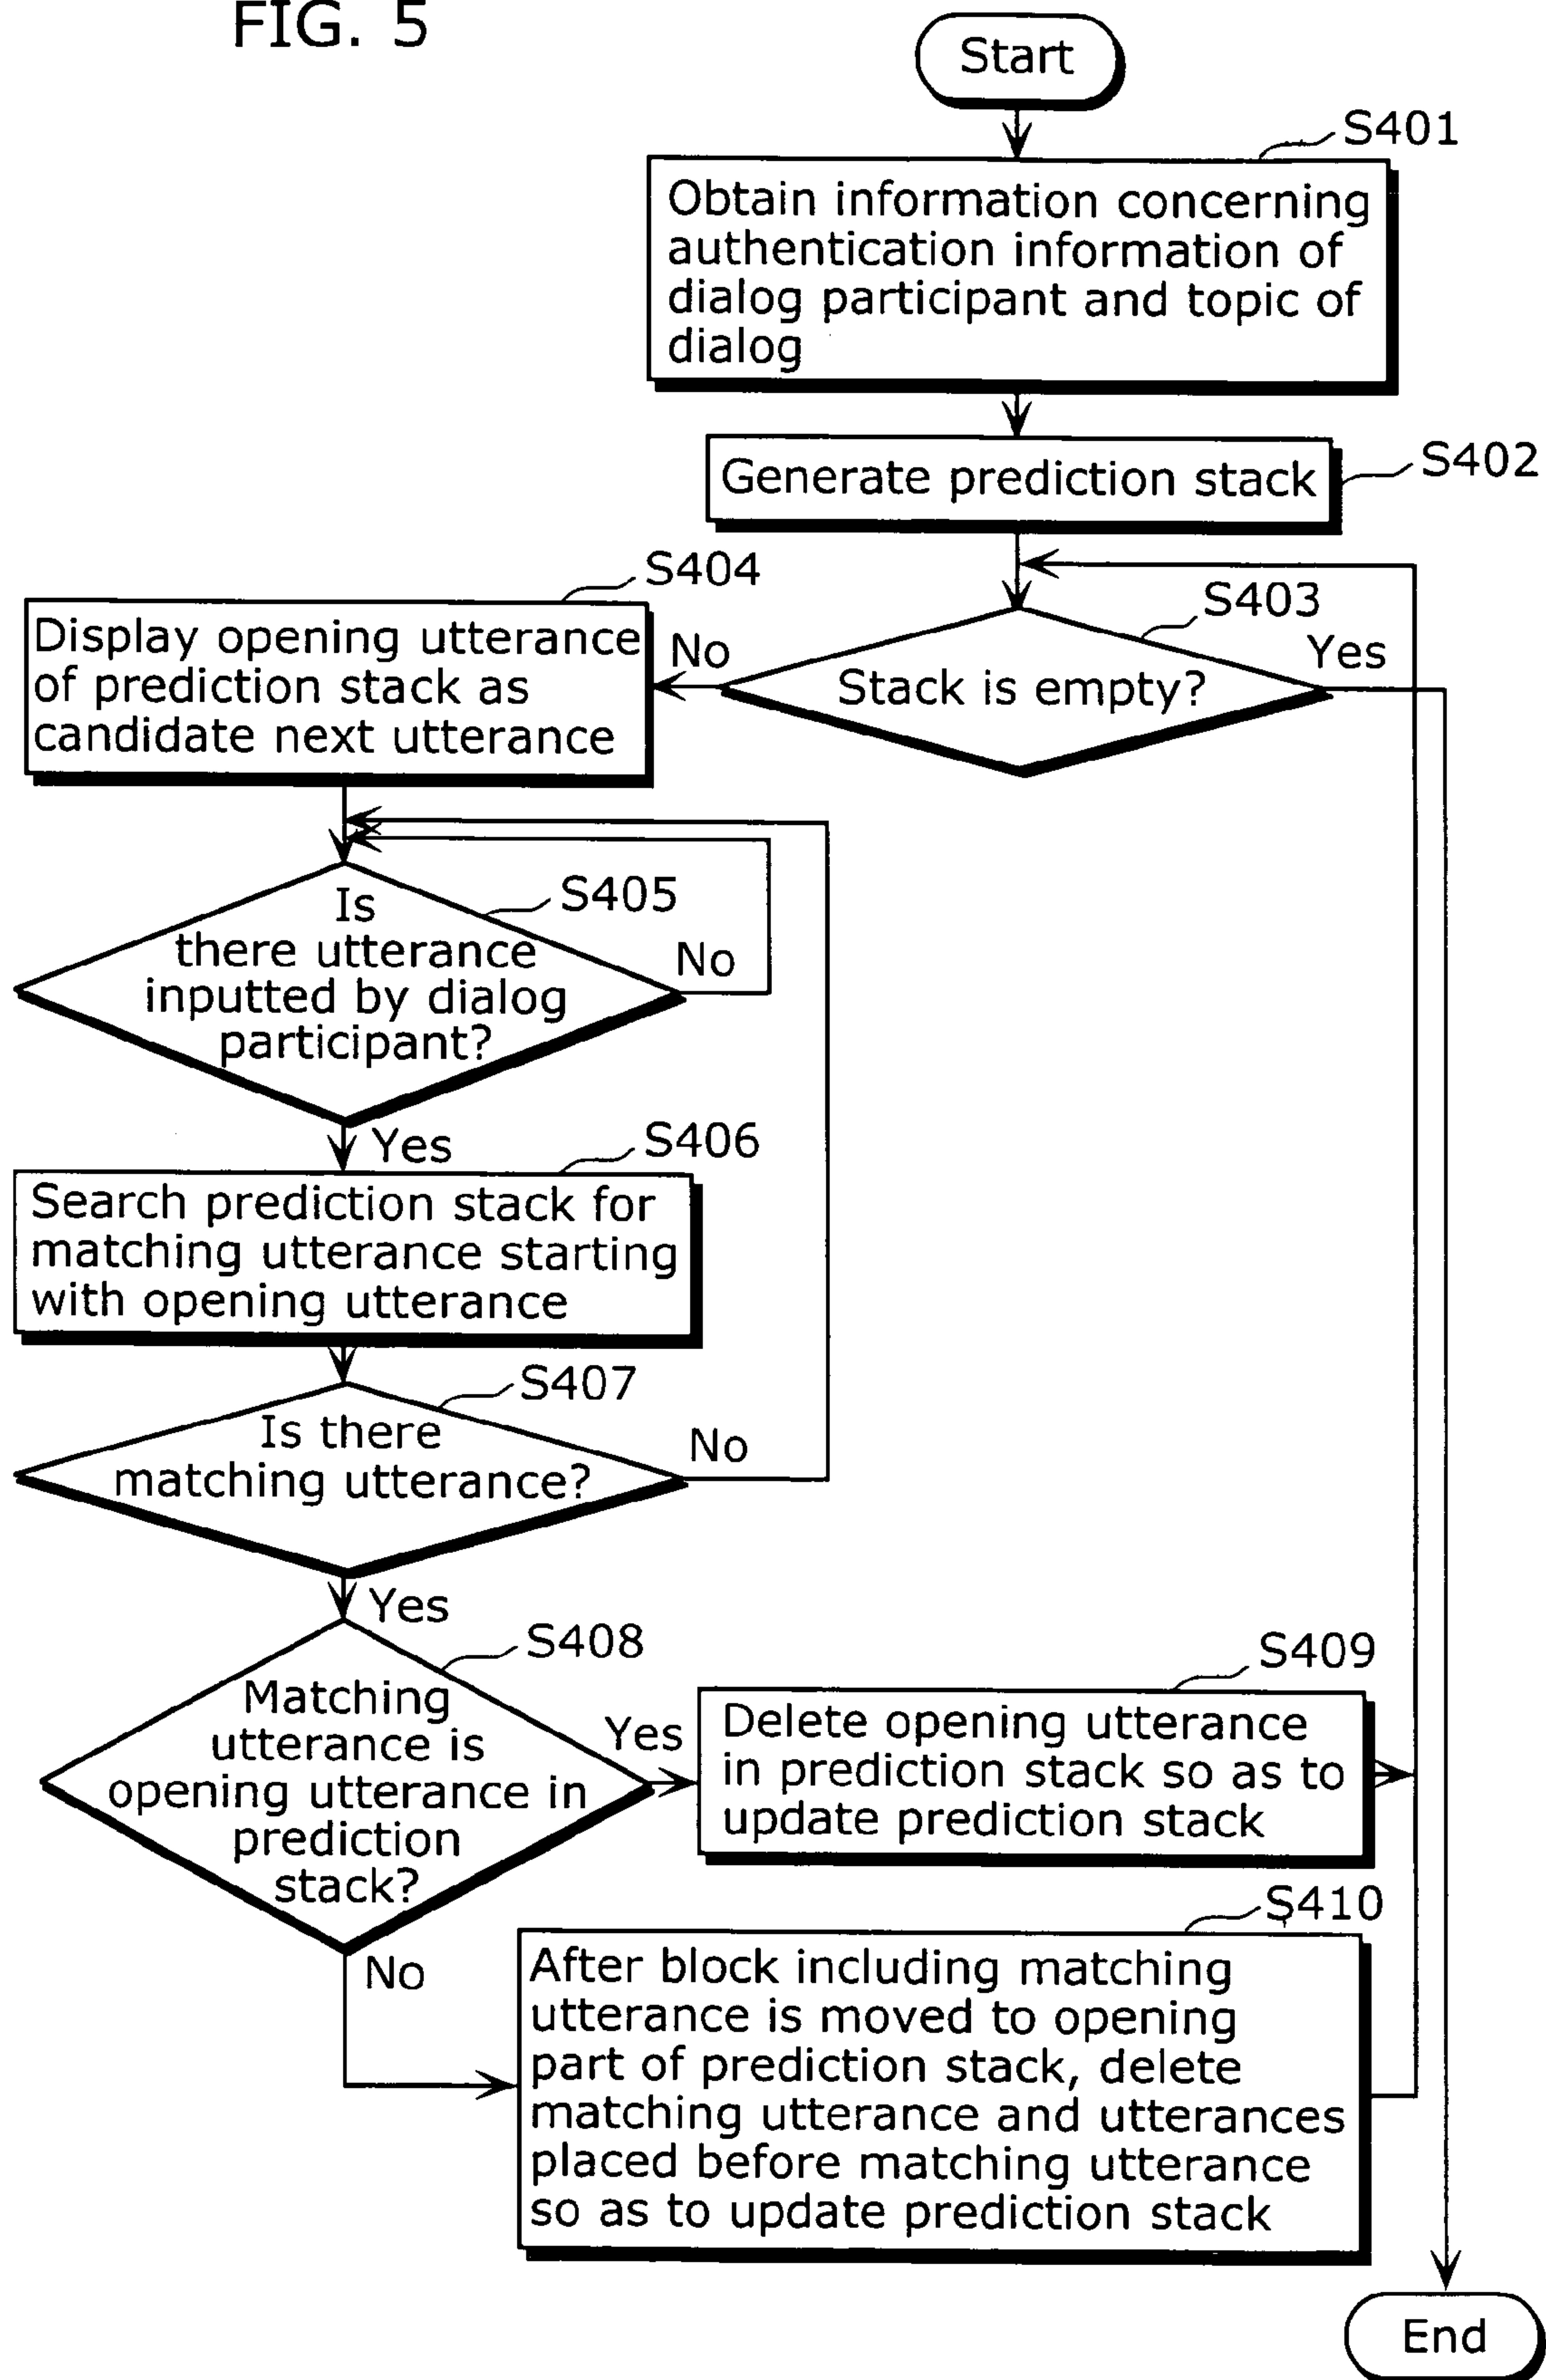 FIG. 5
Start
S401
Obtain information concerning
authentication information of
dialog participant and topic of
dialog
S402
Generate prediction stack
S403
Stack is empty?
No
Yes
S404
Display opening utterance
of prediction stack as
candidate next utterance
S405
Is
there utterance
inputted by dialog
participant?
No
Yes
S406
Search prediction stack for
matching utterance starting
with opening utterance
S407
Is there
matching utterance?
No
Yes
S408
Matching
utterance is
opening utterance in
prediction
stack?
Yes
No
S409
Delete opening utterance
in prediction stack so as to
update prediction stack
S410
After block including matching
utterance is moved to opening
part of prediction stack, delete
matching utterance and utterances
placed before matching utterance
so as to update prediction stack
End